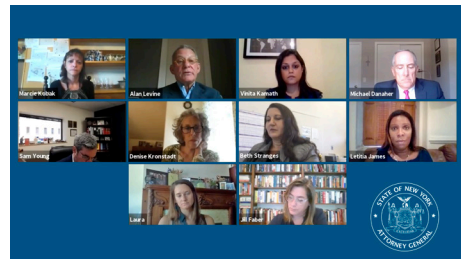 Marcie Kobak
Alan Levine
Vinita Kamath
Michael Danaher
Sam Young
Denise Kronstadt
Beth Stranges
Letitia James
Laura
Jill Faber
STATE OF NEW YORK
ATTORNEY GENERAL